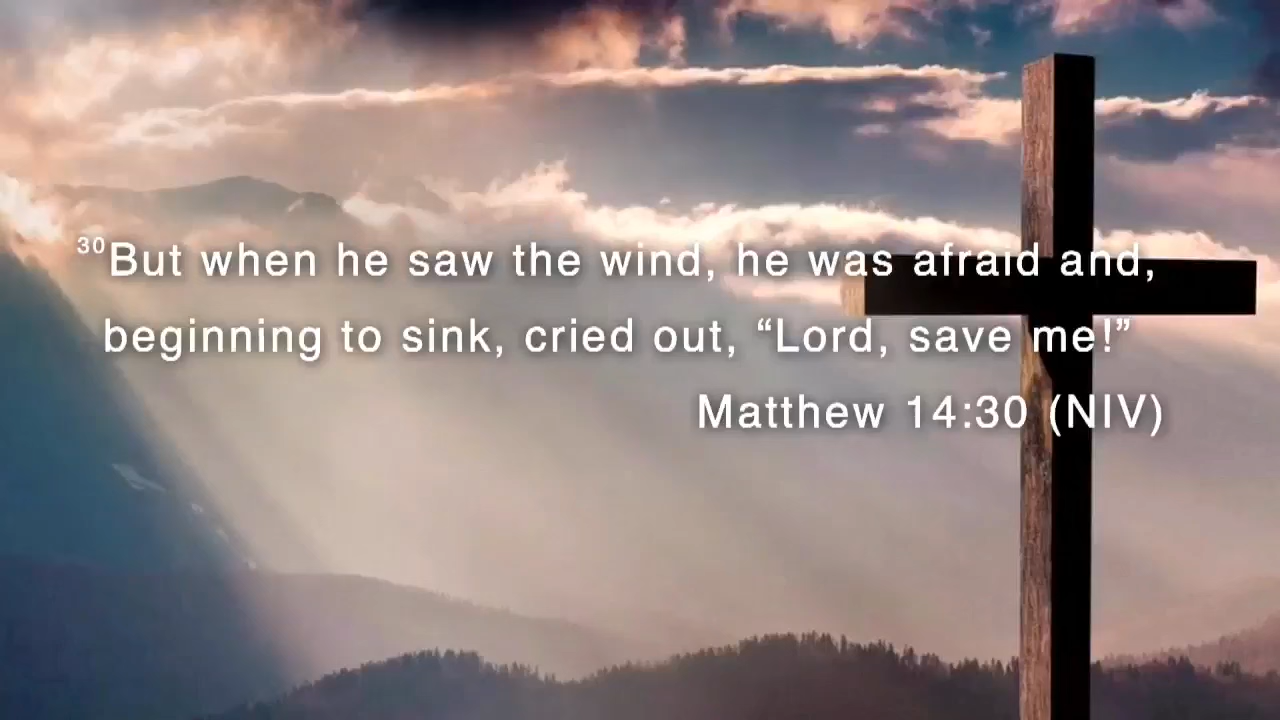 ³⁰But when he saw the wind, he was afraid and,
beginning to sink, cried out, “Lord, save me!”
Matthew 14:30 (NIV)